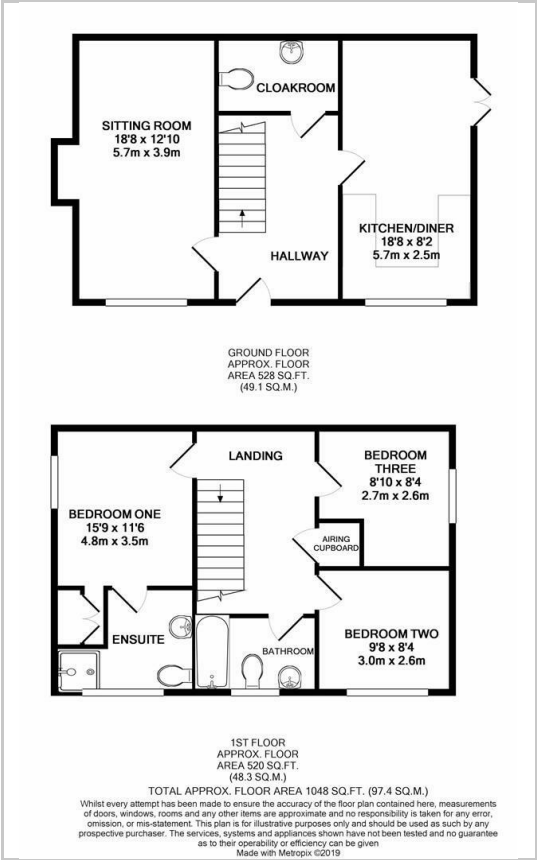 CLOAKROOM
SITTING ROOM
18'8 x 12'10
5.7m x 3.9m
KITCHEN/DINER
18'8 x 8'2
5.7m x 2.5m
HALLWAY
GROUND FLOOR
APPROX. FLOOR
AREA 528 SQ.FT.
(49.1 SQ.M.)
LANDING
BEDROOM
THREE
8'10 x 8'4
2.7m x 2.6m
BEDROOM ONE
15'9 x 11'6
4.8m x 3.5m
AIRING
CUPBOARD
ENSUITE
BATHROOM
BEDROOM TWO
9'8 x 8'4
3.0m x 2.6m
1ST FLOOR
APPROX. FLOOR
AREA 520 SQ.FT.
(48.3 SQ.M.)
TOTAL APPROX. FLOOR AREA 1048 SQ.FT. (97.4 SQ.M.)
Whilst every attempt has been made to ensure the accuracy of the floor plan contained here, measurements
of doors, windows, rooms and any other items are approximate and no responsibility is taken for any error,
omission, or mis-statement. This plan is for illustrative purposes only and should be used as such by any
prospective purchaser. The services, systems and appliances shown have not been tested and no guarantee
as to their operability or efficiency can be given
Made with Metropix ©2019